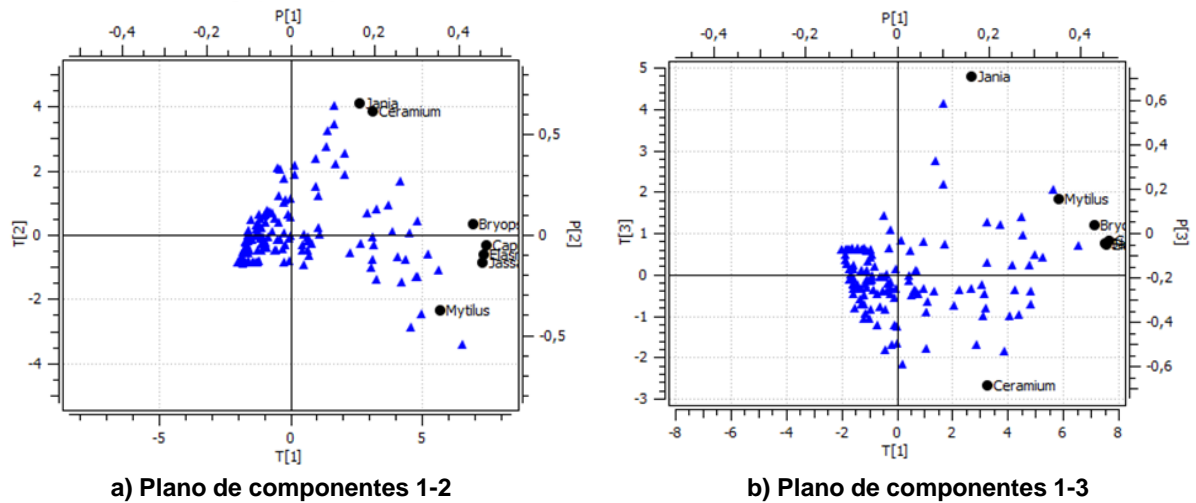 P[1]
-0,4 -0,2 0 0,2 0,4
4
2
0
-2
-4
T[2]
Jania
Ceramium
Bryops
Cap
Elasm
Jassa
Mytilus
0,5
0
-0,5
P[2]
-5 0 5
T[1]
a) Plano de componentes 1-2
P[1]
-0,4 -0,2 0 0,2 0,4
5
4
3
2
1
0
-1
-2
-3
T[3]
Jania
Mytilus
Bryo
Ceramium
0,6
0,4
0,2
0
-0,2
-0,4
-0,6
P[3]
-8 -6 -4 -2 0 2 4 6 8
T[1]
b) Plano de componentes 1-3